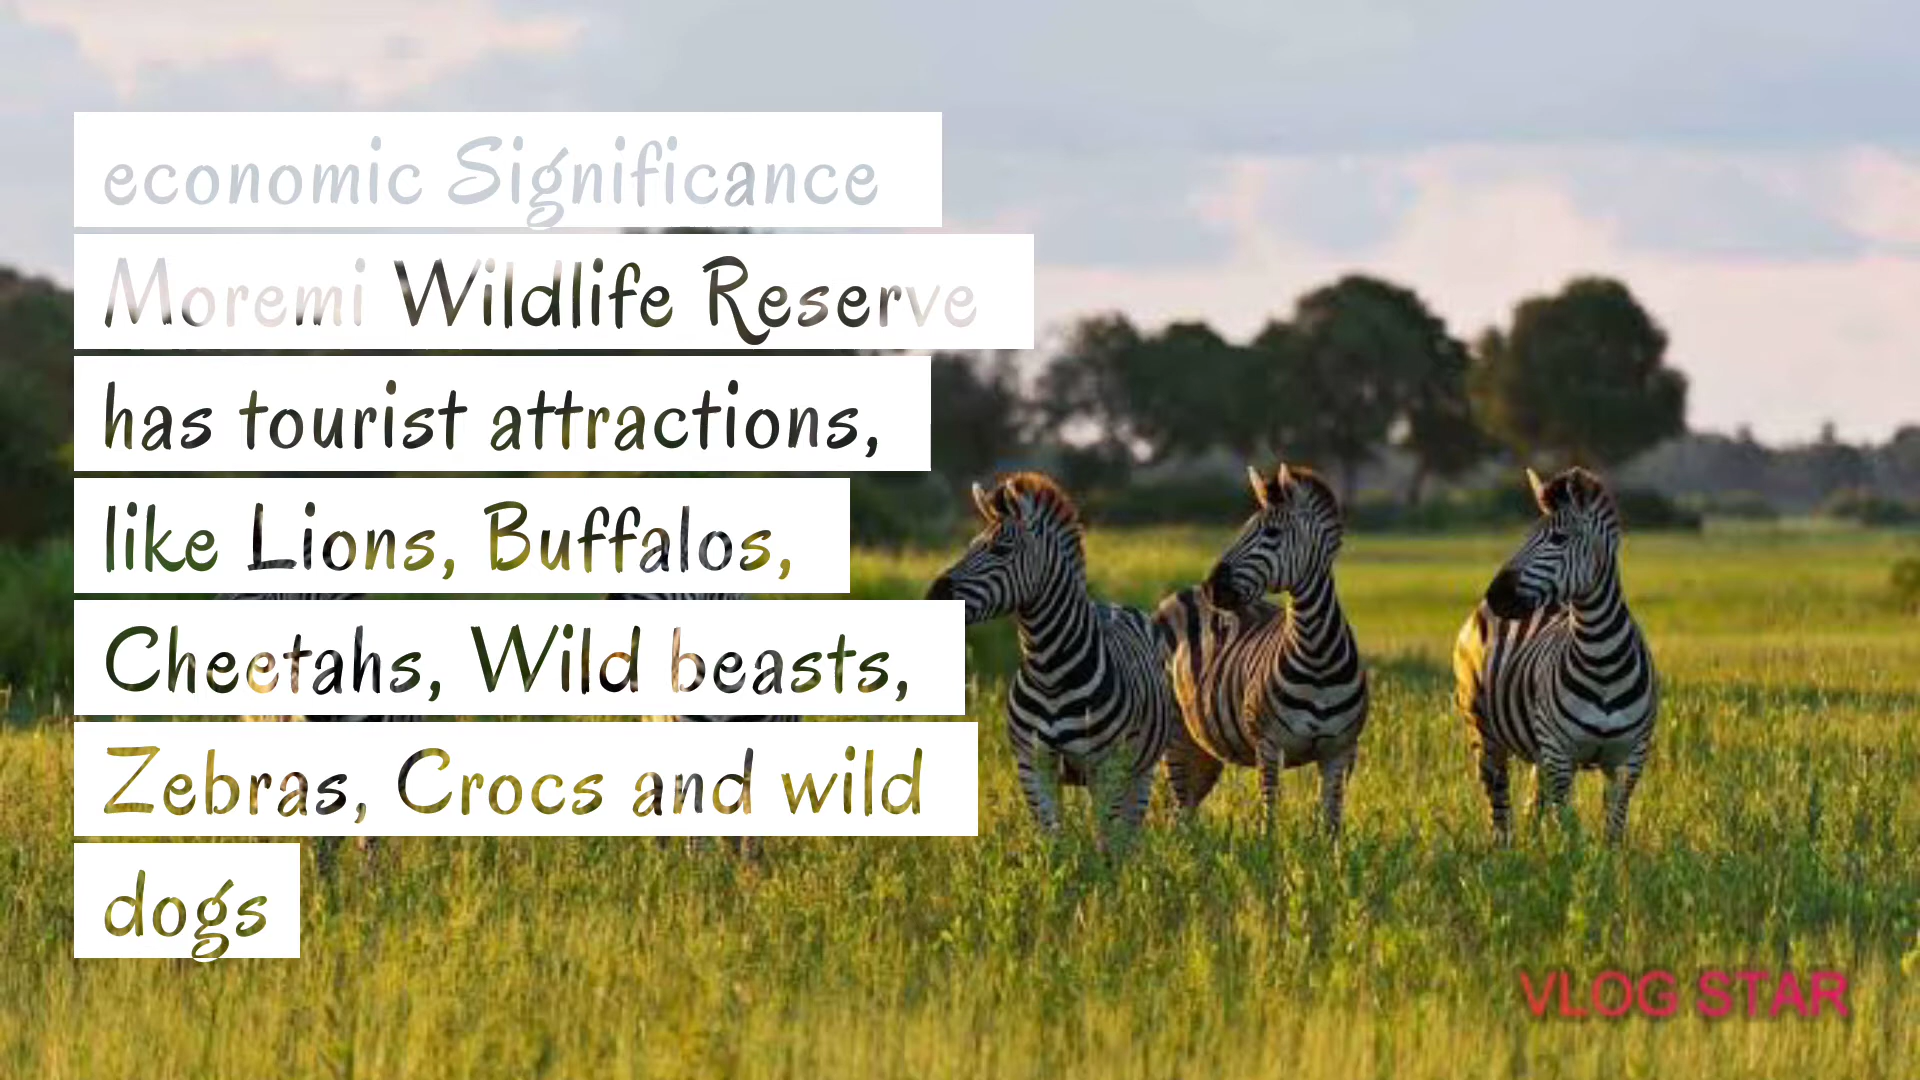 economic Significance
Moremi Wildlife Reserve
has tourist attractions,
like Lions, Buffalos,
Cheetahs, Wild beasts,
Zebras, Crocs and wild
dogs
VLOG STAR